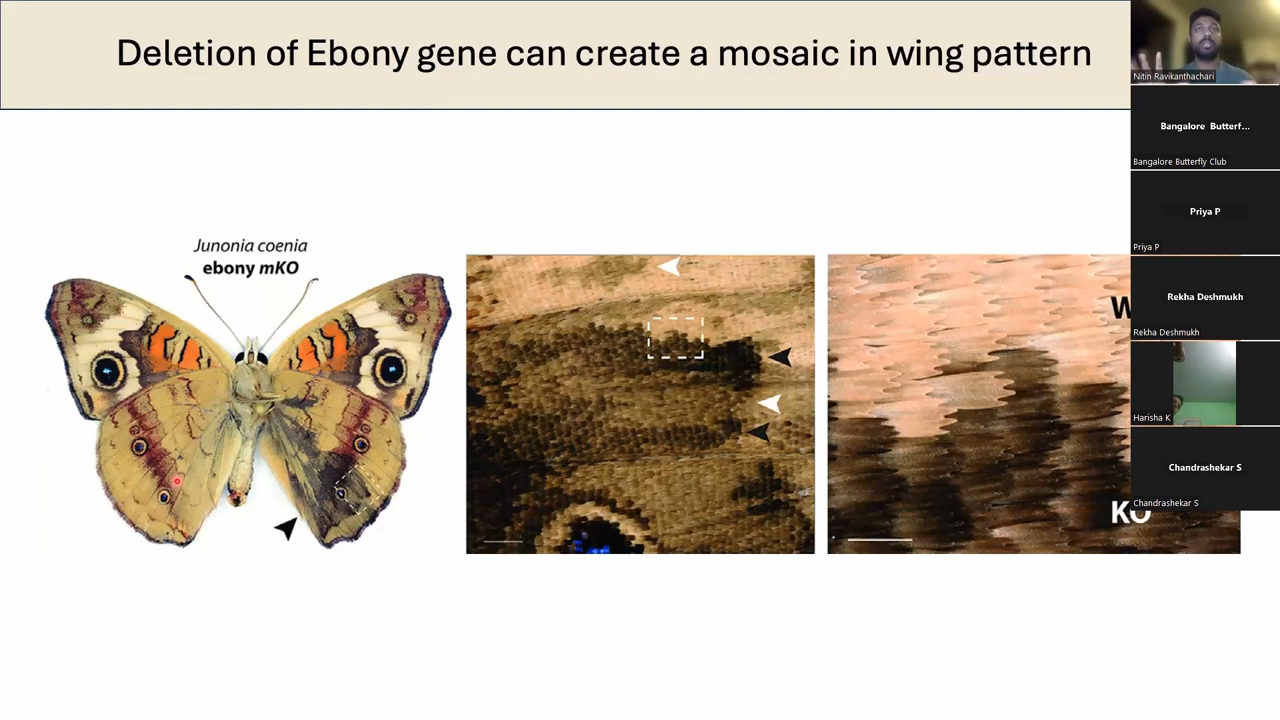 Deletion of Ebony gene can create a mosaic in wing pattern
Junonia coenia
ebony mKO
W
KO
Nitin Ravikanthachari
Bangalore Butterf...
Bangalore Butterfly Club
Priya P
Priya P
Rekha Deshmukh
Rekha Deshmukh
Harisha K
Chandrashekar S
Chandrashekar S